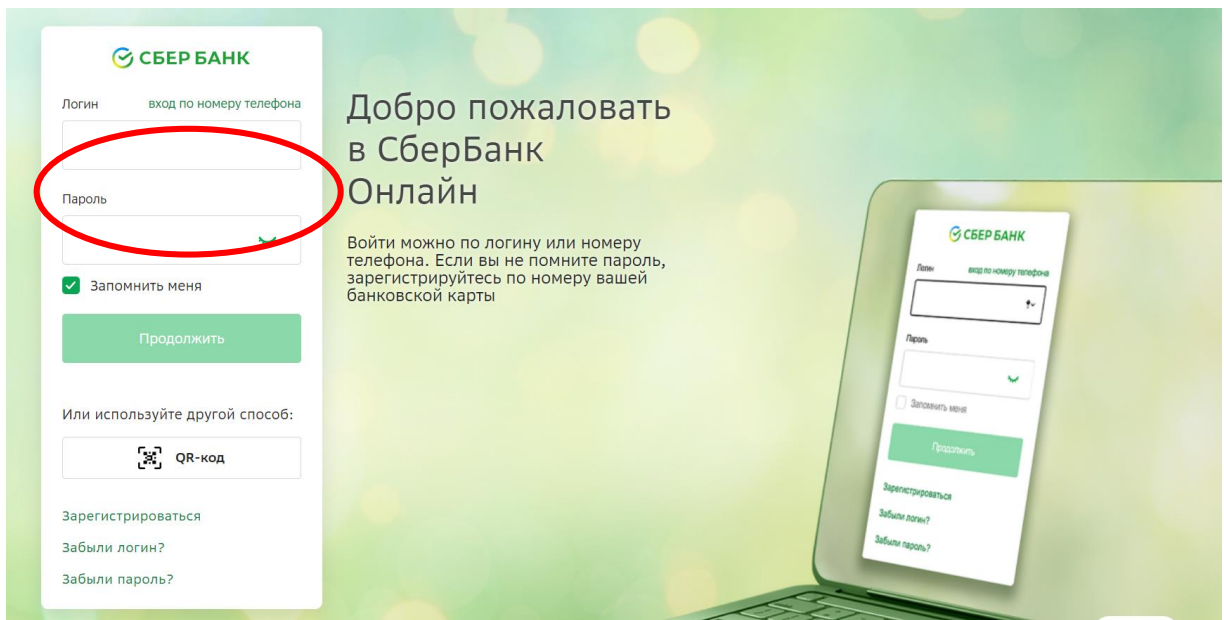 СБЕР БАНК
Логин вход по номеру телефона
Пароль
Запомнить меня
Продолжить
Или используйте другой способ:
QR-код
Зарегистрироваться
Забыли логин?
Забыли пароль?
Добро пожаловать
в СберБанк
Онлайн
Войти можно по логину или номеру
телефона. Если вы не помните пароль,
зарегистрируйтесь по номеру вашей
банковской карты
СБЕР БАНК
Логин вход по номеру телефона
Пароль
Запомнить меня
Продолжить
Зарегистрироваться
Забыли логин?
Забыли пароль?